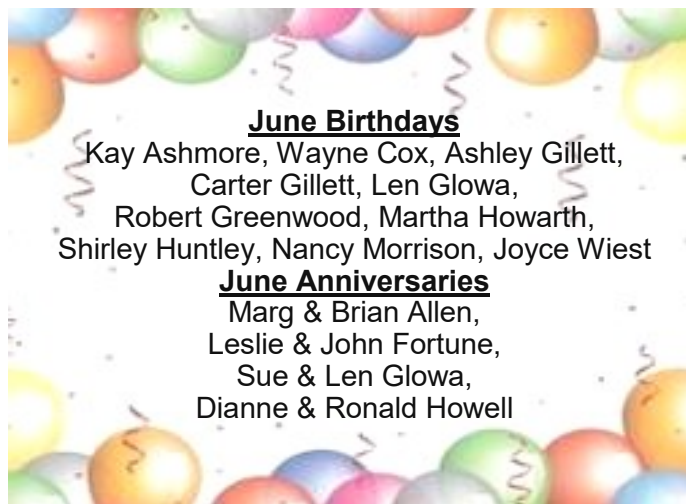 June Birthdays
Kay Ashmore, Wayne Cox, Ashley Gillett,
Carter Gillett, Len Glowa,
Robert Greenwood, Martha Howarth,
Shirley Huntley, Nancy Morrison, Joyce Wiest
June Anniversaries
Marg & Brian Allen,
Leslie & John Fortune,
Sue & Len Glowa,
Dianne & Ronald Howell